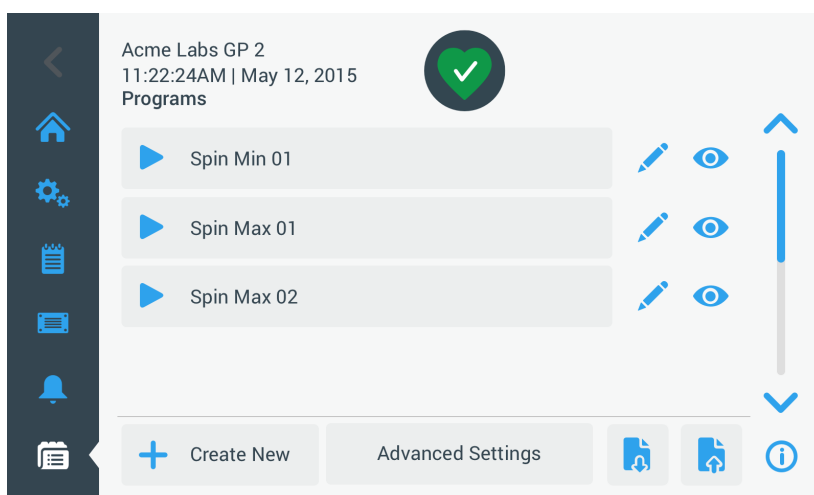 Acme Labs GP 2
11:22:24AM | May 12, 2015
Programs
Spin Min 01
Spin Max 01
Spin Max 02
Create New
Advanced Settings